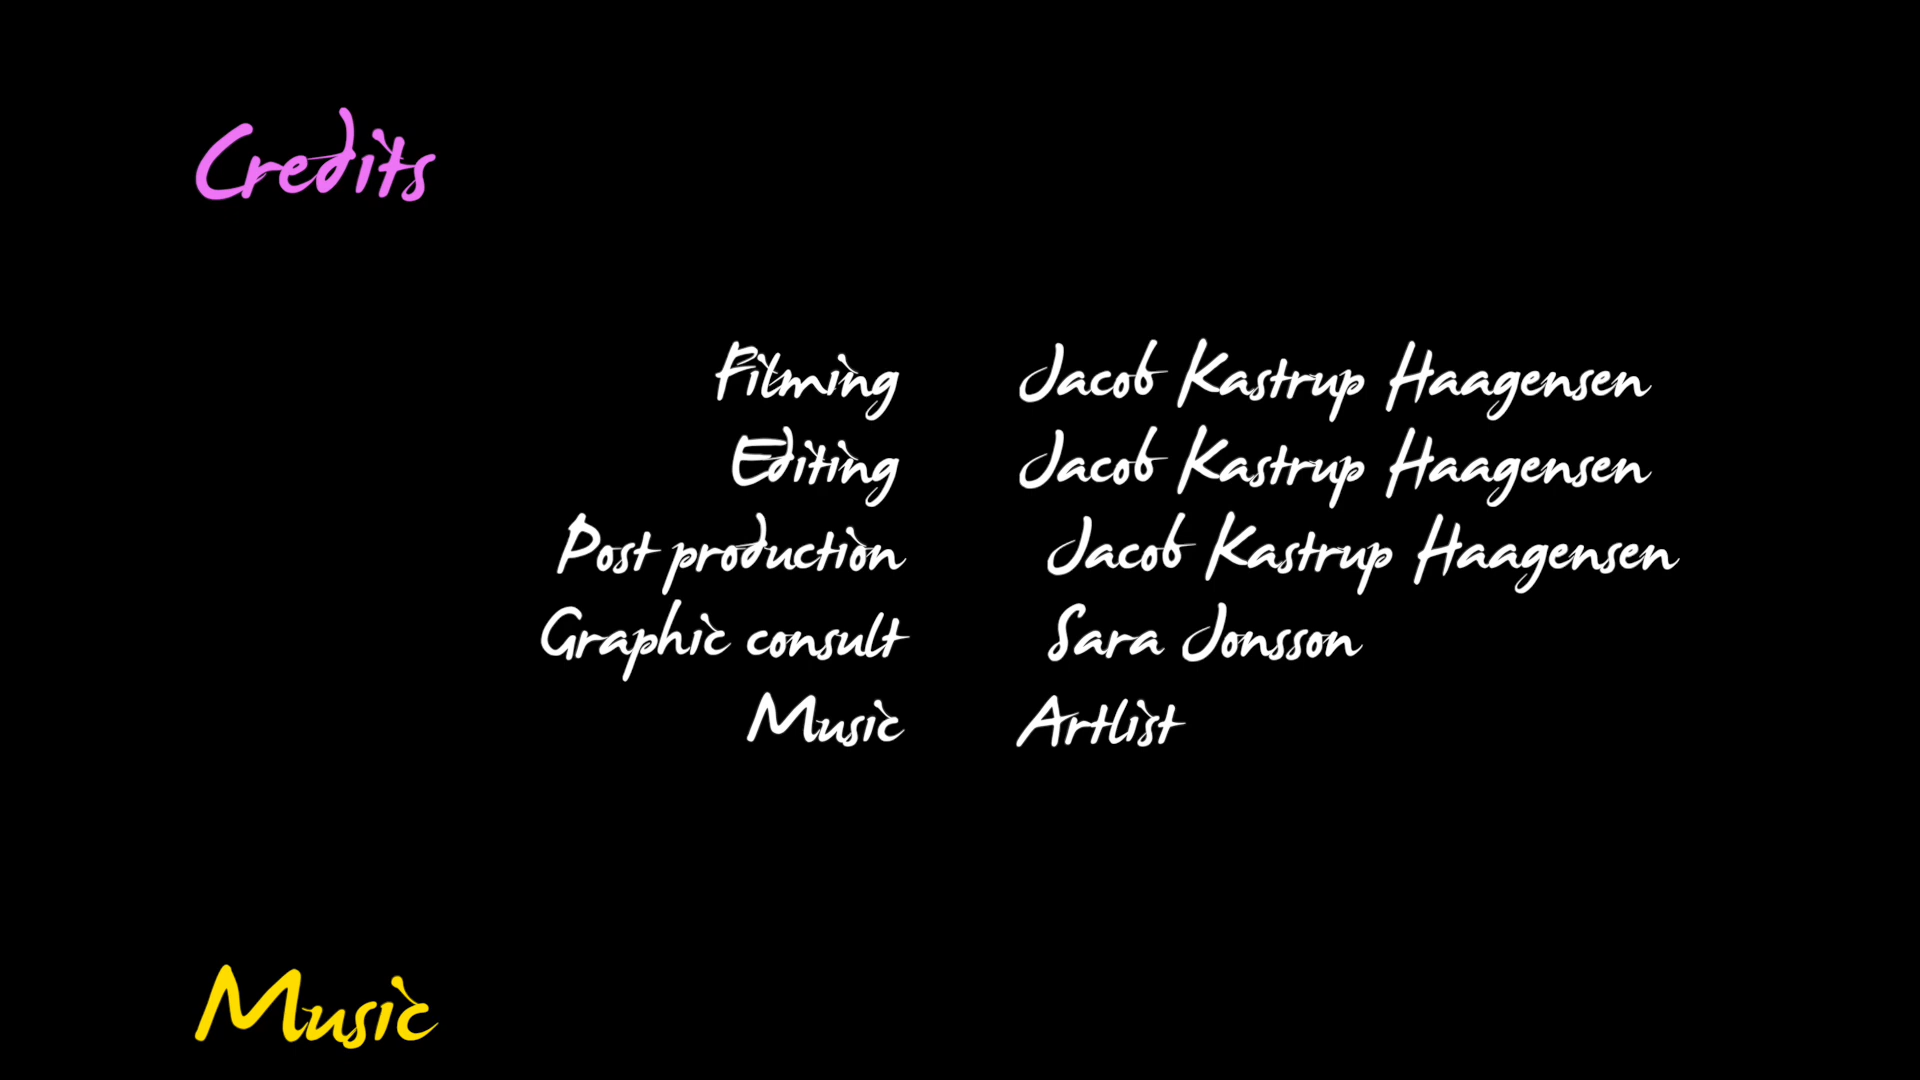 Credits
Filming Jacob Kastrup Haagensen
Editing Jacob Kastrup Haagensen
Post production Jacob Kastrup Haagensen
Graphic consult Sara Jonsson
Music Artlist
Music